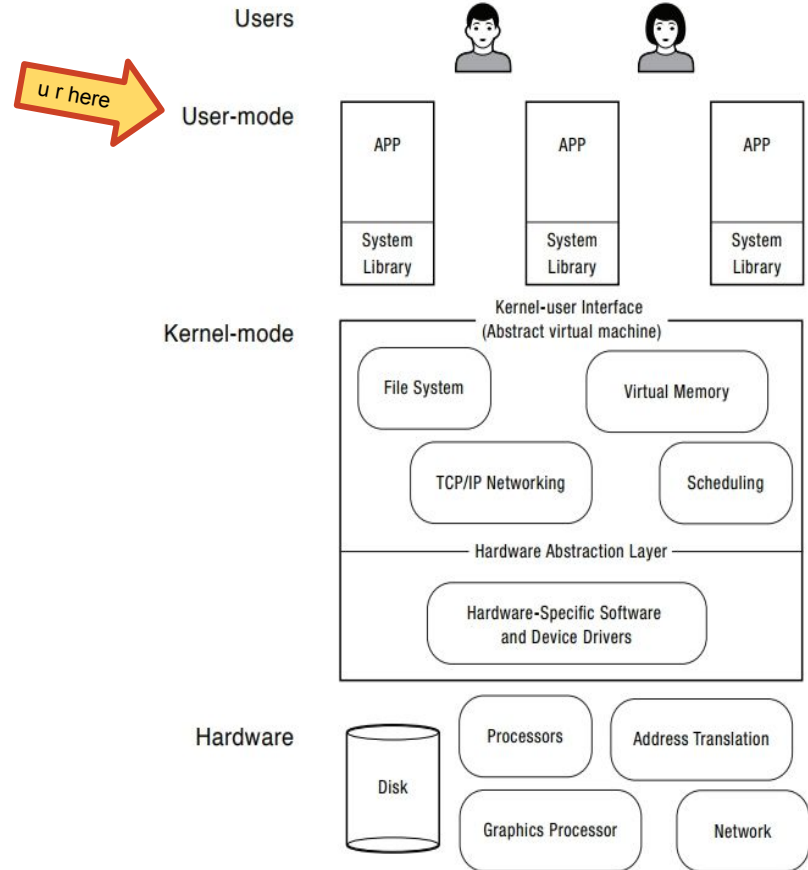 Users
u r here
User-mode
APP
APP
APP
System
Library
System
Library
System
Library
Kernel-user Interface
(Abstract virtual machine)
Kernel-mode
File System
Virtual Memory
TCP/IP Networking
Scheduling
Hardware Abstraction Layer
Hardware-Specific Software
and Device Drivers
Hardware
Processors
Address Translation
Disk
Graphics Processor
Network